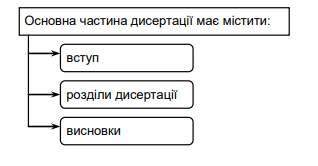 Основна частина дисертації має містити:
вступ
розділи дисертації
висновки